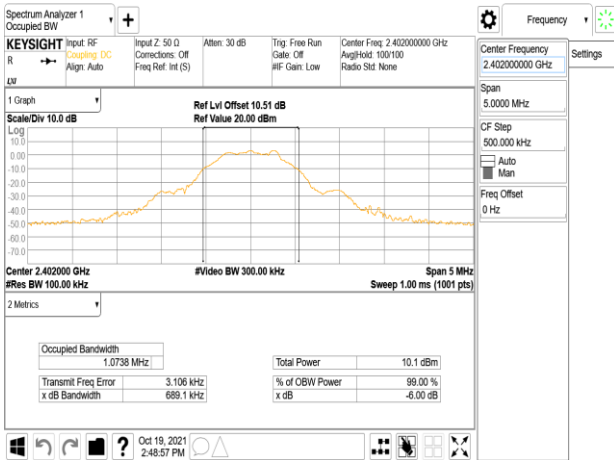 Spectrum Analyzer 1
Occupied BW
+
KEYSIGHT
R
LXI
Input: RF
Coupling: DC
Align: Auto
Input Z: 50 Ω
Corrections: Off
Freq Ref: Int (S)
Atten: 30 dB
Trig: Free Run
Gate: Off
#IF Gain: Low
Center Freq: 2.402000000 GHz
Avg|Hold: 100/100
Radio Std: None
1 Graph
Scale/Div 10.0 dB
Ref Lvl Offset 10.51 dB
Ref Value 20.00 dBm
Log
10.0
0.00
-10.0
-20.0
-30.0
-40.0
-50.0
-60.0
-70.0
Center 2.402000 GHz
#Res BW 100.00 kHz
#Video BW 300.00 kHz
Span 5 MHz
Sweep 1.00 ms (1001 pts)
2 Metrics
Occupied Bandwidth
1.0738 MHz
Transmit Freq Error 3.106 kHz
x dB Bandwidth 689.1 kHz
Total Power 10.1 dBm
% of OBW Power 99.00 %
x dB -6.00 dB
?
Oct 19, 2021
2:48:57 PM
Frequency
Center Frequency
2.402000000 GHz
Span
5.0000 MHz
CF Step
500.000 kHz
Auto
Man
Freq Offset
0 Hz
Settings